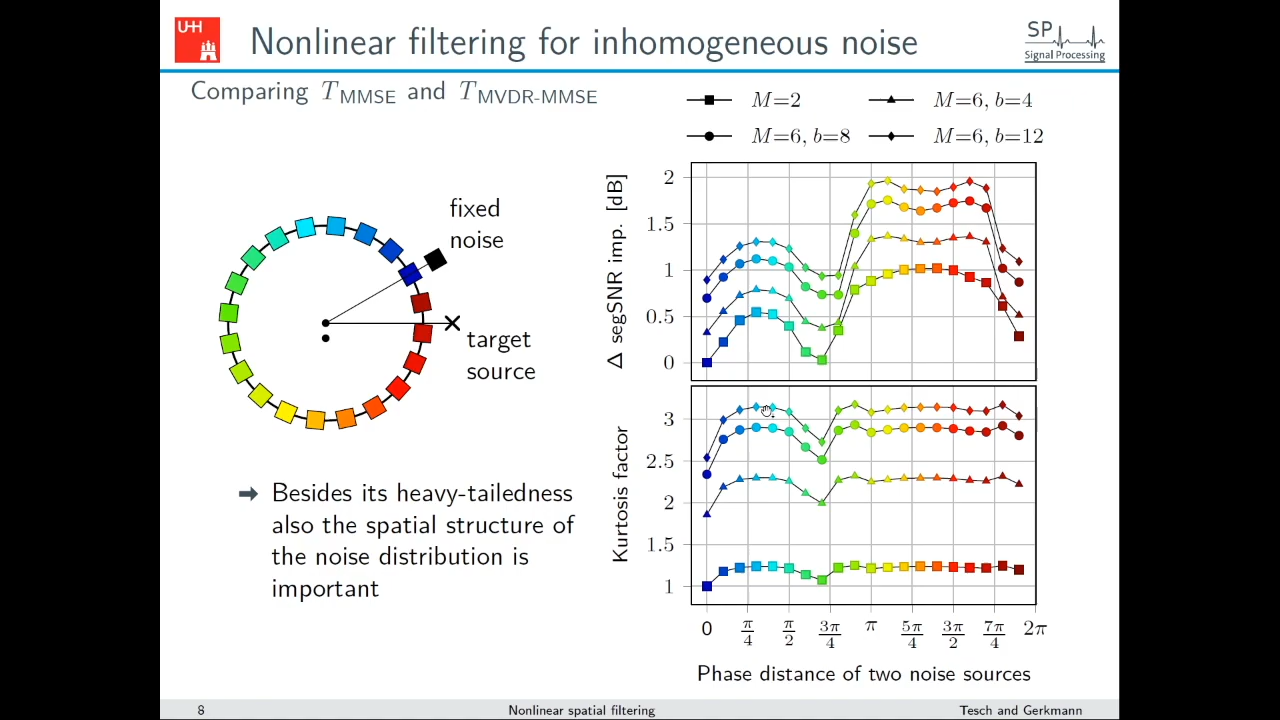 UH
Nonlinear filtering for inhomogeneous noise
SP
Signal Processing
Comparing T_MMSE and T_MVDR-MMSE
M=2
M=6, b=4
M=6, b=8
M=6, b=12
fixed
noise
target
source
➡ Besides its heavy-tailedness
also the spatial structure of
the noise distribution is
important
Δ segSNR imp. [dB]
2
1.5
1
0.5
0
Kurtosis factor
3
2.5
2
1.5
1
0 π/4 π/2 3π/4 π 5π/4 3π/2 7π/4 2π
Phase distance of two noise sources
8 Nonlinear spatial filtering Tesch and Gerkmann